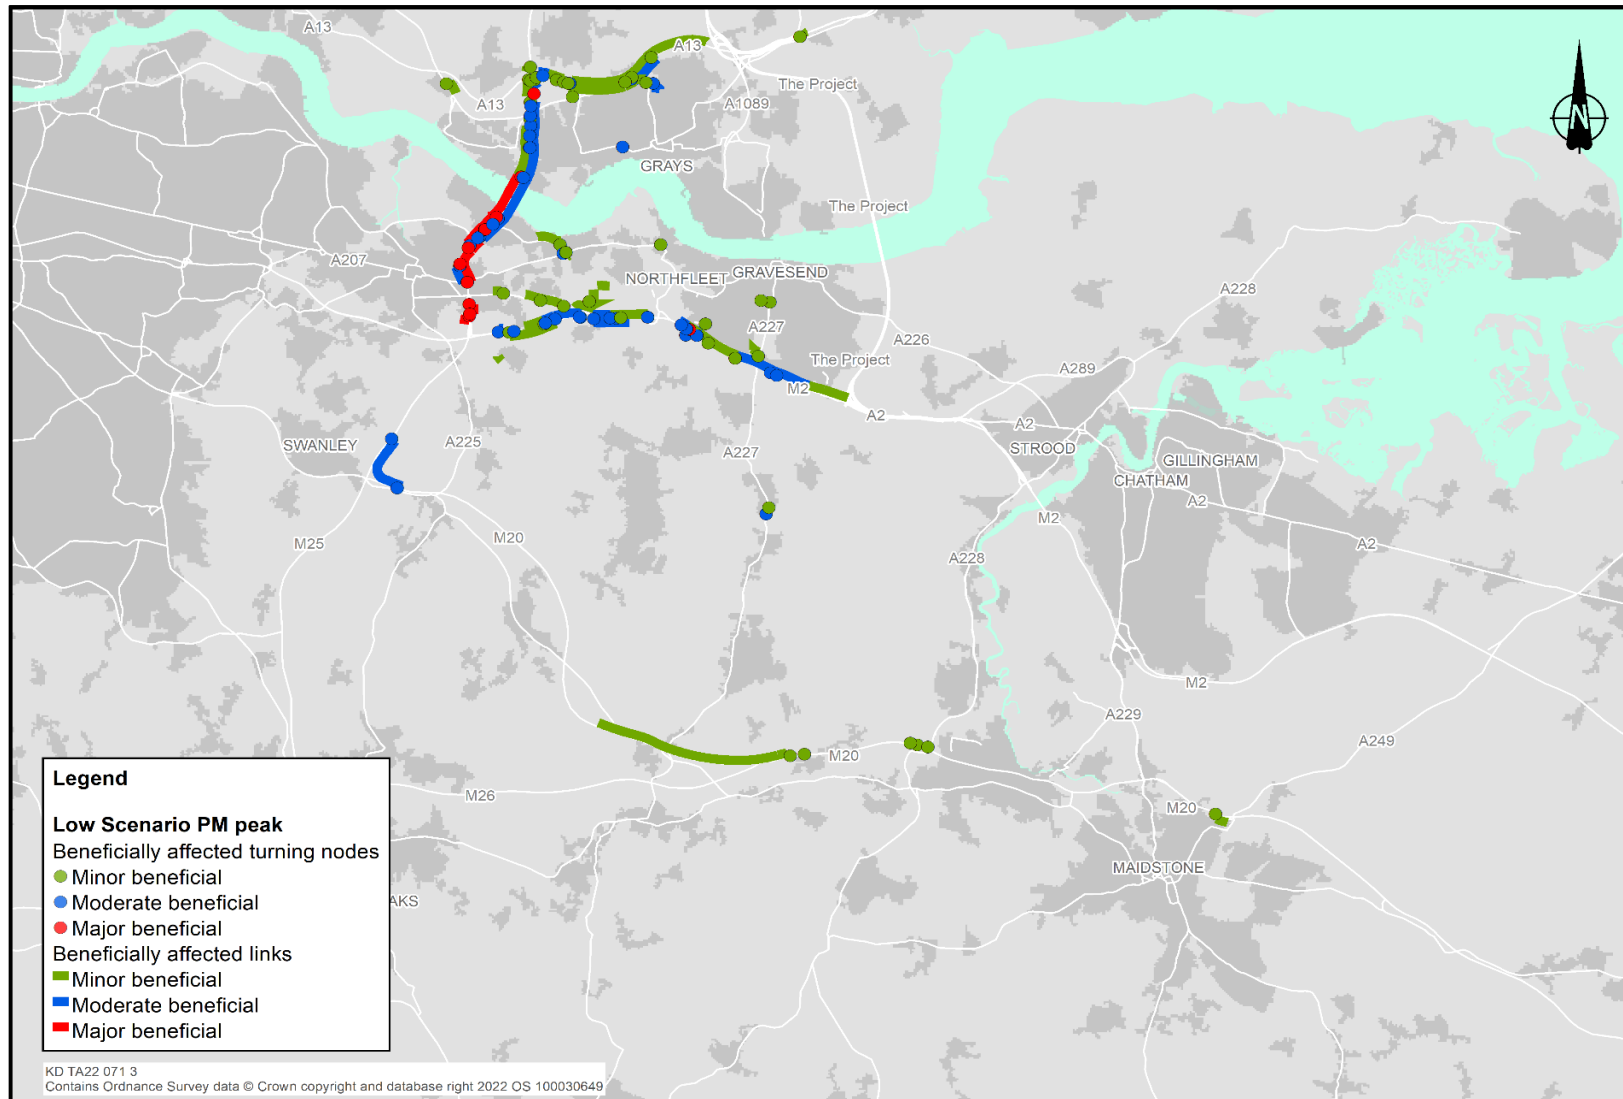 A13
A13
The Project
A13
A1089
N
GRAYS
The Project
A207
NORTHFLEET
GRAVESEND
A228
A227
A226
The Project
A289
M2
A2
A2
SWANLEY
A225
A227
STROOD
GILLINGHAM
CHATHAM
A2
M2
M25
M20
A228
A2
M2
A229
A249
M20
M26
M20
MAIDSTONE
AKS
Legend
Low Scenario PM peak
Beneficially affected turning nodes
Minor beneficial
Moderate beneficial
Major beneficial
Beneficially affected links
Minor beneficial
Moderate beneficial
Major beneficial
KD TA22 071 3
Contains Ordnance Survey data © Crown copyright and database right 2022 OS 100030649